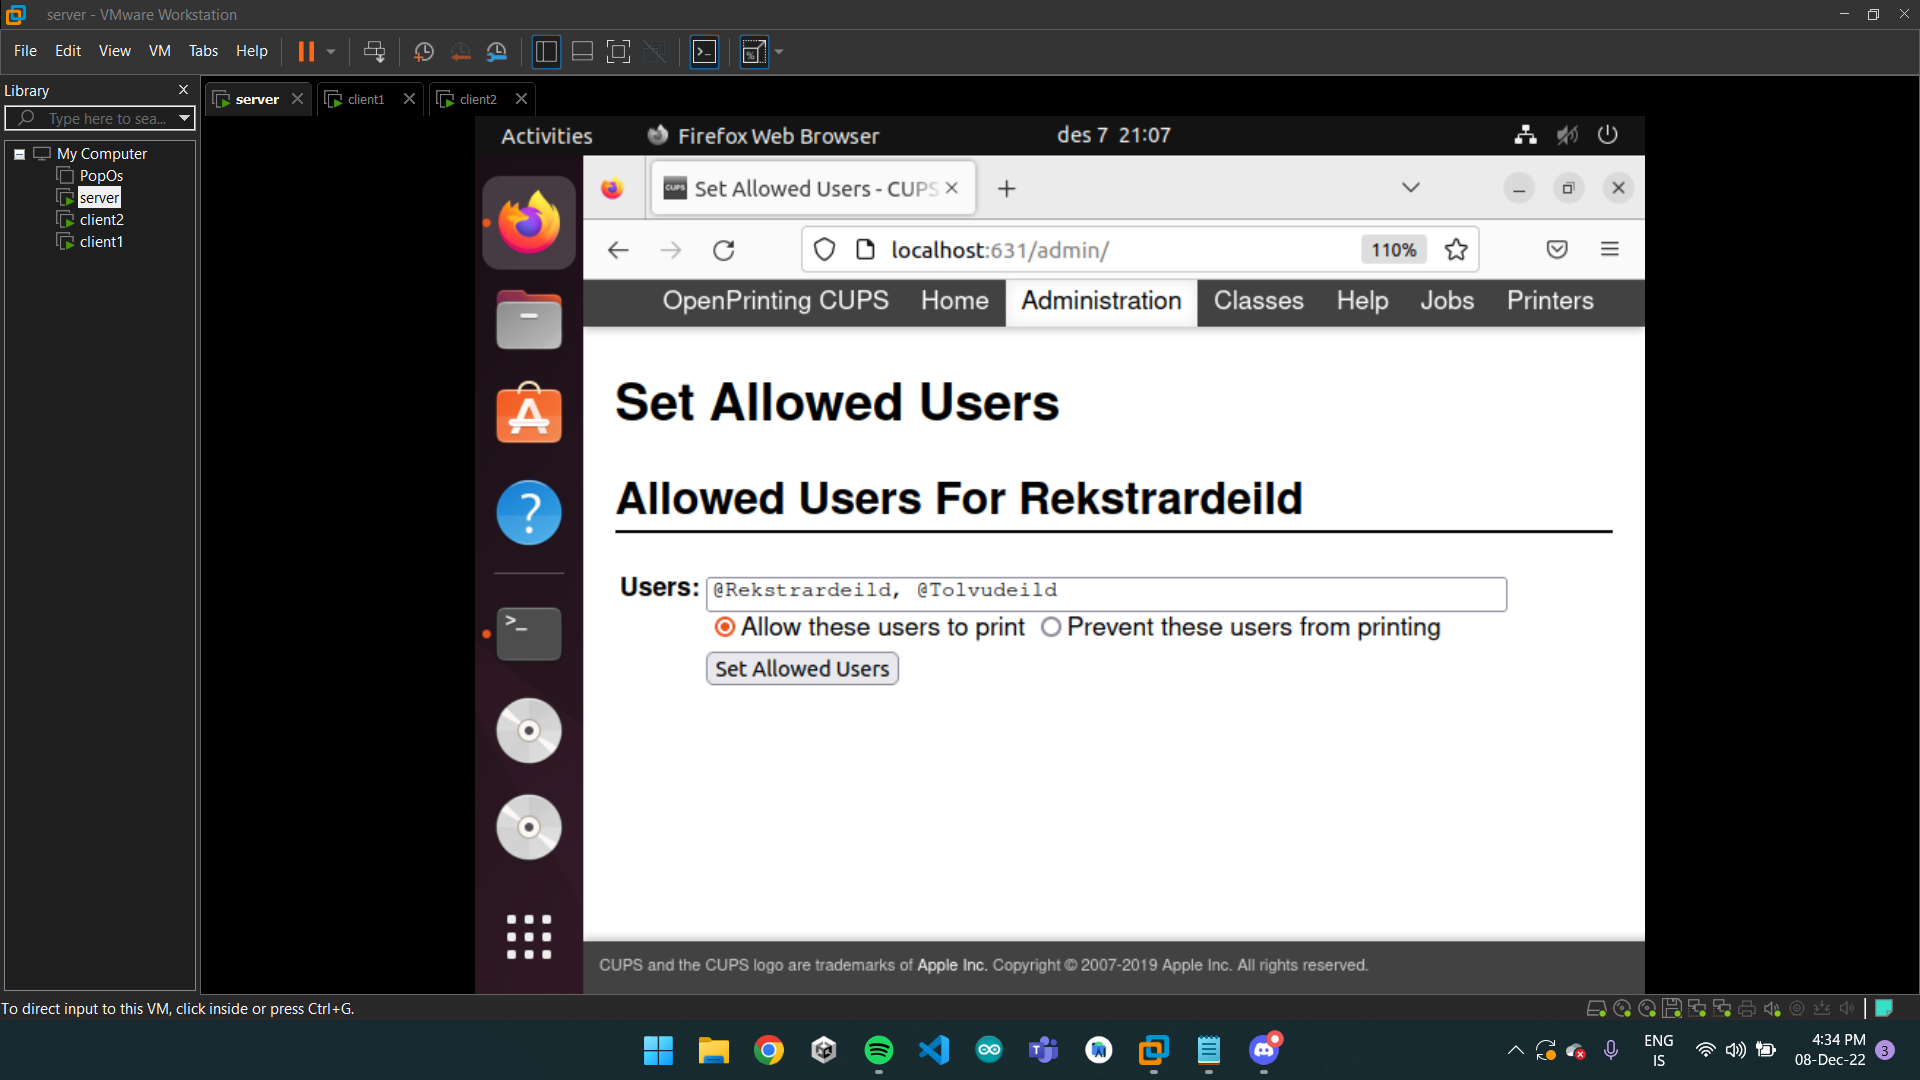 server - VMware Workstation
File Edit View VM Tabs Help
Library
server client1 client2
Type here to sea...
My Computer
PopOs
server
client2
client1
Activities Firefox Web Browser des 7 21:07
CUPS Set Allowed Users - CUPS
localhost:631/admin/ 110%
OpenPrinting CUPS Home Administration Classes Help Jobs Printers
Set Allowed Users
Allowed Users For Rekstrardeild
Users: @Rekstrardeild, @Tolvudeild
Allow these users to print Prevent these users from printing
Set Allowed Users
CUPS and the CUPS logo are trademarks of Apple Inc. Copyright © 2007-2019 Apple Inc. All rights reserved.
To direct input to this VM, click inside or press Ctrl+G.
ENG
IS
4:34 PM
08-Dec-22
3